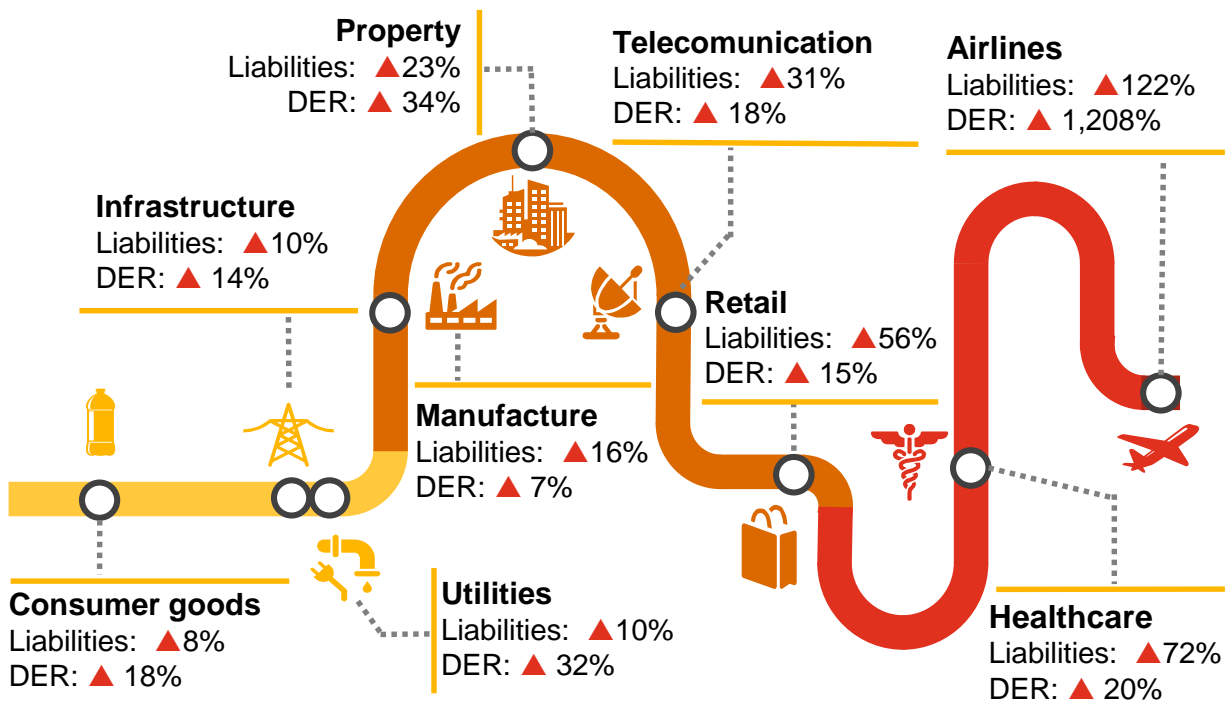 Property
Liabilities: ▲23%
DER: ▲ 34%
Telecomunication
Liabilities: ▲31%
DER: ▲ 18%
Airlines
Liabilities: ▲122%
DER: ▲ 1,208%
Infrastructure
Liabilities: ▲10%
DER: ▲ 14%
Retail
Liabilities: ▲56%
DER: ▲ 15%
Manufacture
Liabilities: ▲16%
DER: ▲ 7%
Consumer goods
Liabilities: ▲8%
DER: ▲ 18%
Utilities
Liabilities: ▲10%
DER: ▲ 32%
Healthcare
Liabilities: ▲72%
DER: ▲ 20%